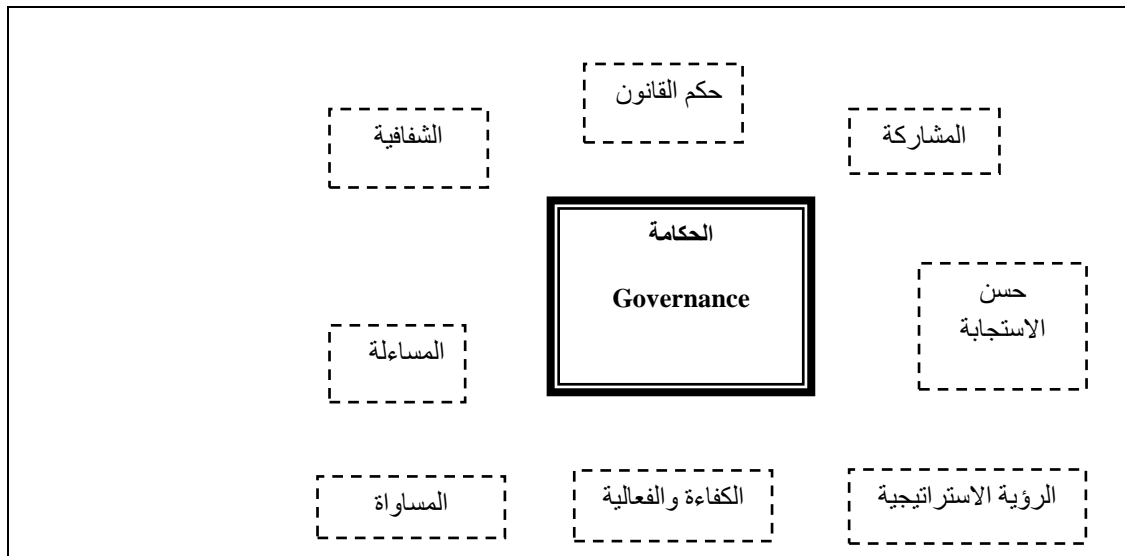 حكم القانون
المشاركة
الشفافية
الحكامة
Governance
حسن
الاستجابة
المساءلة
الرؤية الاستراتيجية
الكفاءة والفعالية
المساواة